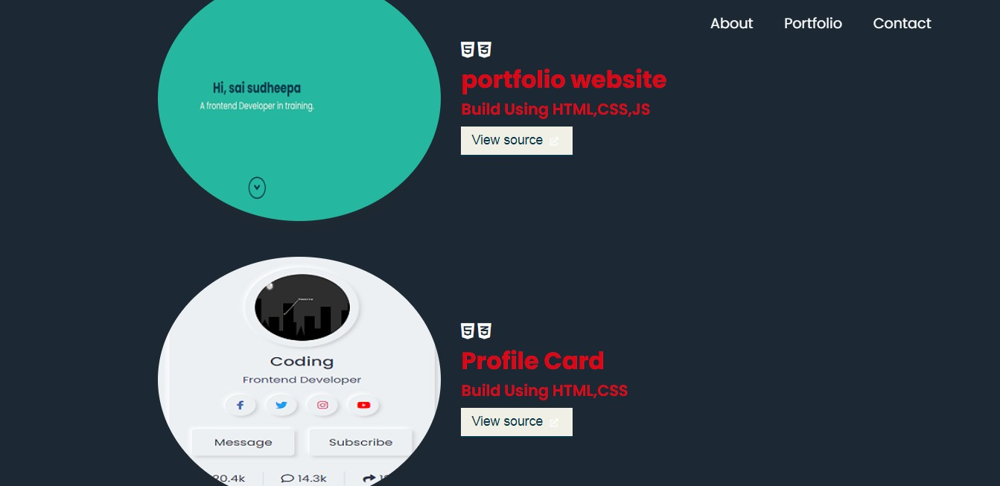 About Portfolio Contact
Hi, sai sudheepa
A frontend Developer in training.
portfolio website
Build Using HTML,CSS,JS
View source
Coding
Frontend Developer
Message Subscribe
20.4k 14.3k
Profile Card
Build Using HTML,CSS
View source